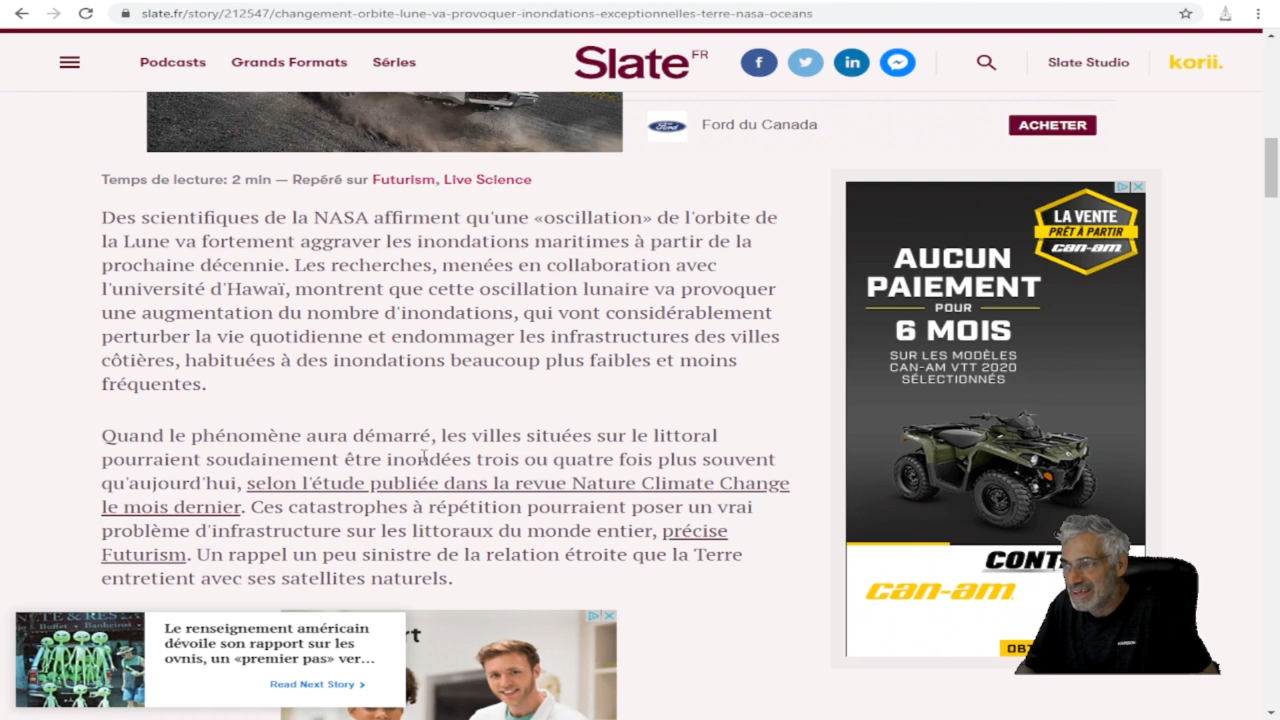 slate.fr/story/212547/changement-orbite-lune-va-provoquer-inondations-exceptionnelles-terre-nasa-oceans
Podcasts Grands Formats Séries
Slate FR
f in
Slate Studio korii.
Ford
Ford du Canada
ACHETER
Temps de lecture: 2 min — Repéré sur Futurism, Live Science
Des scientifiques de la NASA affirment qu'une «oscillation» de l'orbite de
la Lune va fortement aggraver les inondations maritimes à partir de la
prochaine décennie. Les recherches, menées en collaboration avec
l'université d'Hawaï, montrent que cette oscillation lunaire va provoquer
une augmentation du nombre d'inondations, qui vont considérablement
perturber la vie quotidienne et endommager les infrastructures des villes
côtières, habituées à des inondations beaucoup plus faibles et moins
fréquentes.
Quand le phénomène aura démarré, les villes situées sur le littoral
pourraient soudainement être inondées trois ou quatre fois plus souvent
qu'aujourd'hui, selon l'étude publiée dans la revue Nature Climate Change
le mois dernier. Ces catastrophes à répétition pourraient poser un vrai
problème d'infrastructure sur les littoraux du monde entier, précise
Futurism. Un rappel un peu sinistre de la relation étroite que la Terre
entretient avec ses satellites naturels.
LA VENTE
PRÊT À PARTIR
can-am
AUCUN
PAIEMENT
POUR
6 MOIS
SUR LES MODÈLES
CAN-AM VTT 2020
SÉLECTIONNÉS
CONT
can-am
OBT
Le renseignement américain
dévoile son rapport sur les
ovnis, un «premier pas» ver...
Read Next Story >
rt